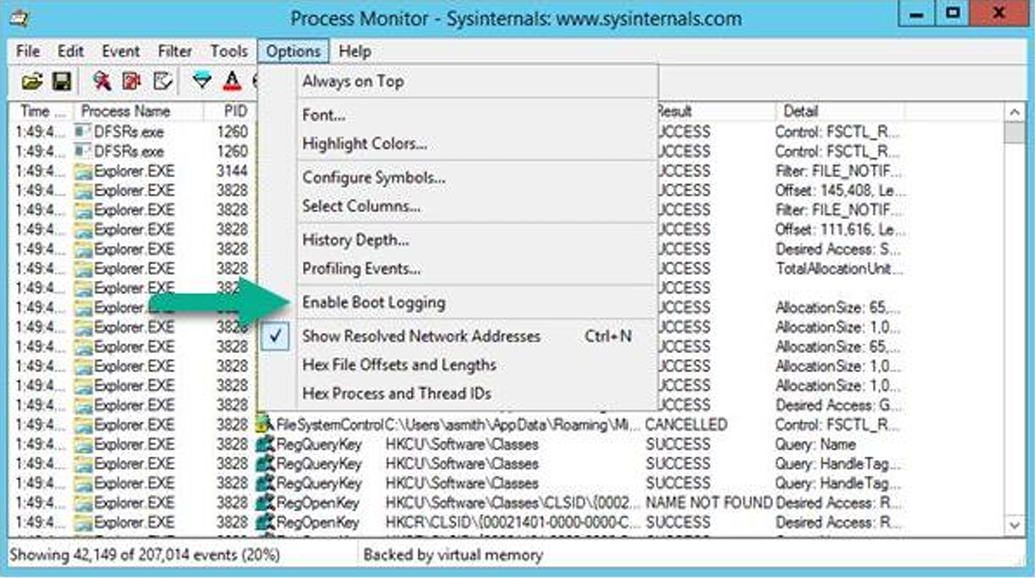 Process Monitor - Sysinternals: www.sysinternals.com
File Edit Event Filter Tools Options Help
Always on Top
Font...
Highlight Colors...
Configure Symbols...
Select Columns...
History Depth...
Profiling Events...
Enable Boot Logging
Show Resolved Network Addresses Ctrl+N
Hex File Offsets and Lengths
Hex Process and Thread IDs
Time ... Process Name PID Result Detail
1:49:4... DFSRs.exe 1260 UCCESS Control: FSCTL_R...
1:49:4... DFSRs.exe 1260 UCCESS Control: FSCTL_R...
1:49:4... Explorer.EXE 3144 UCCESS Filter: FILE_NOTIF...
1:49:4... Explorer.EXE 3828 UCCESS Offset: 145,408, Le...
1:49:4... Explorer.EXE 3828 UCCESS Filter: FILE_NOTIF...
1:49:4... Explorer.EXE 3828 UCCESS Offset: 111,616, Le...
1:49:4... Explorer.EXE 3828 UCCESS Desired Access: S...
1:49:4... Explorer.EXE 3828 UCCESS TotalAllocationUnit...
1:49:4... Explorer.EXE 3828 UCCESS
1:49:4... Explorer.EXE UCCESS AllocationSize: 65,...
1:49:4... Explorer.EXE 3828 UCCESS AllocationSize: 1,0...
1:49:4... Explorer.EXE 3828 UCCESS AllocationSize: 65,...
1:49:4... Explorer.EXE 3828 UCCESS AllocationSize: 1,0...
1:49:4... Explorer.EXE 3828 UCCESS AllocationSize: 1,0...
1:49:4... Explorer.EXE 3828 UCCESS Desired Access: G...
1:49:4... Explorer.EXE 3828 FileSystemControl C:\Users\asmith\AppData\Roaming\Mi... CANCELLED Control: FSCTL_R...
1:49:4... Explorer.EXE 3828 RegQueryKey HKCU\Software\Classes SUCCESS Query: Name
1:49:4... Explorer.EXE 3828 RegQueryKey HKCU\Software\Classes SUCCESS Query: HandleTag...
1:49:4... Explorer.EXE 3828 RegQueryKey HKCU\Software\Classes SUCCESS Query: HandleTag...
1:49:4... Explorer.EXE 3828 RegOpenKey HKCU\Software\Classes\CLSID\{0002... NAME NOT FOUND Desired Access: R...
1:49:4... Explorer.EXE 3828 RegOpenKey HKCR\CLSID\{00021401-0000-0000-C... SUCCESS Desired Access: R...
Showing 42,149 of 207,014 events (20%) Backed by virtual memory